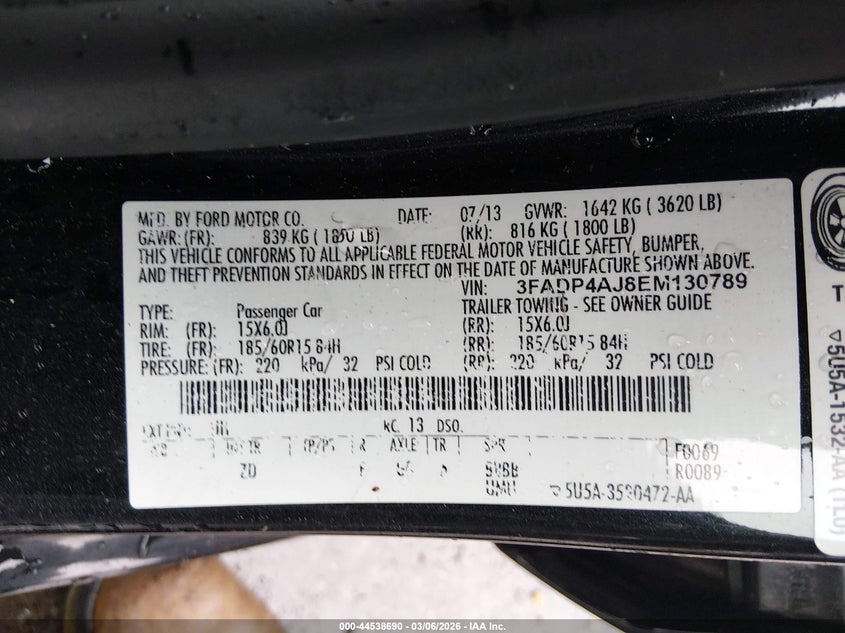 MFD. BY FORD MOTOR CO. DATE: 07/13 GVWR: 1642 KG ( 3620 LB)
GAWR: (FR): 839 KG ( 1850 LB) (RR): 816 KG ( 1800 LB)
THIS VEHICLE CONFORMS TO ALL APPLICABLE FEDERAL MOTOR VEHICLE SAFETY, BUMPER,
AND THEFT PREVENTION STANDARDS IN EFFECT ON THE DATE OF MANUFACTURE SHOWN ABOVE.
VIN: 3FADP4AJ8EM130789
TYPE: Passenger Car TRAILER TOWING - SEE OWNER GUIDE
RIM: (FR): 15X6.0J (RR): 15X6.0J
TIRE: (FR): 185/60R15 84H (RR): 185/60R15 84H
PRESSURE: (FR): 220 kPa/ 32 PSI COLD (RR): 220 kPa/ 32 PSI COLD
RC: 13 DSO:
AXLE TR
F0089
ZD R0089
5U5A-1532-AA (TLO)
000-44538690 - 03/06/2026 - IAA Inc.